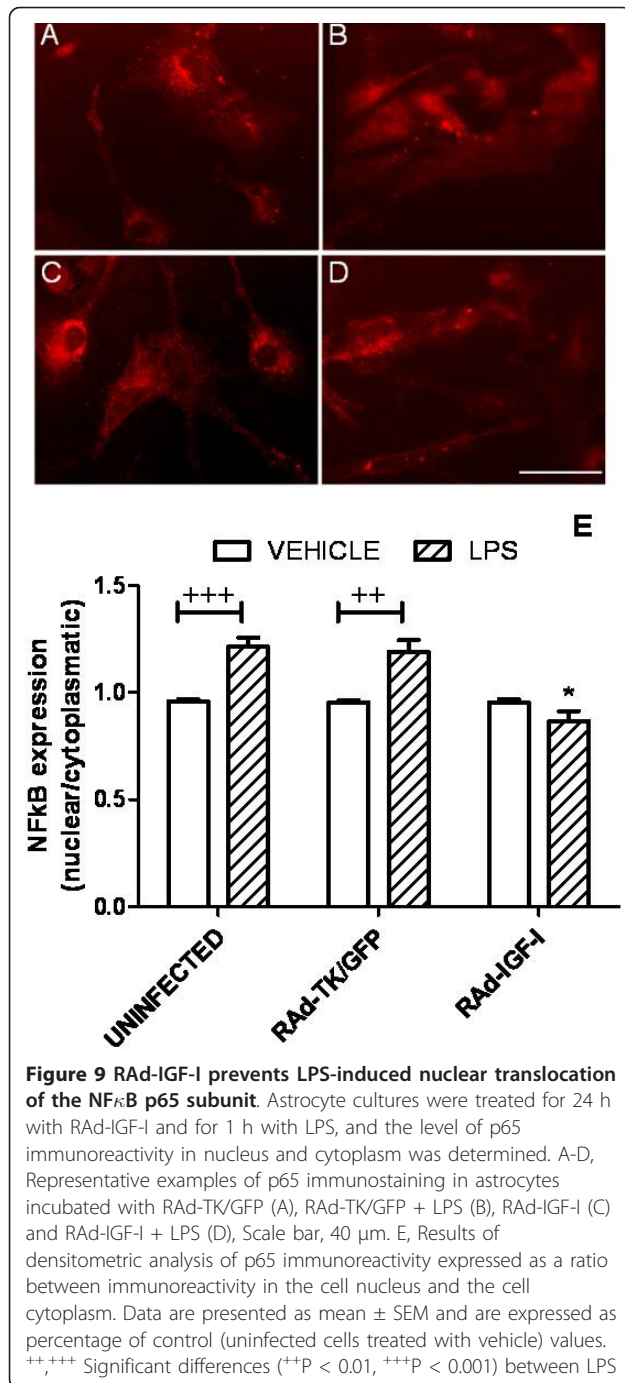 A
B
C
D
E
VEHICLE LPS
1.5
+++
++
1.0
*
0.5
0.0
NFkB expression
(nuclear/cytoplasmatic)
UNINFECTED
RAd-TK/GFP
RAd-IGF-I
Figure 9 RAd-IGF-I prevents LPS-induced nuclear translocation
of the NFκB p65 subunit. Astrocyte cultures were treated for 24 h
with RAd-IGF-I and for 1 h with LPS, and the level of p65
immunoreactivity in nucleus and cytoplasm was determined. A-D,
Representative examples of p65 immunostaining in astrocytes
incubated with RAd-TK/GFP (A), RAd-TK/GFP + LPS (B), RAd-IGF-I (C)
and RAd-IGF-I + LPS (D), Scale bar, 40 μm. E, Results of
densitometric analysis of p65 immunoreactivity expressed as a ratio
between immunoreactivity in the cell nucleus and the cell
cytoplasm. Data are presented as mean ± SEM and are expressed as
percentage of control (uninfected cells treated with vehicle) values.
++,+++ Significant differences (++P < 0.01, +++P < 0.001) between LPS